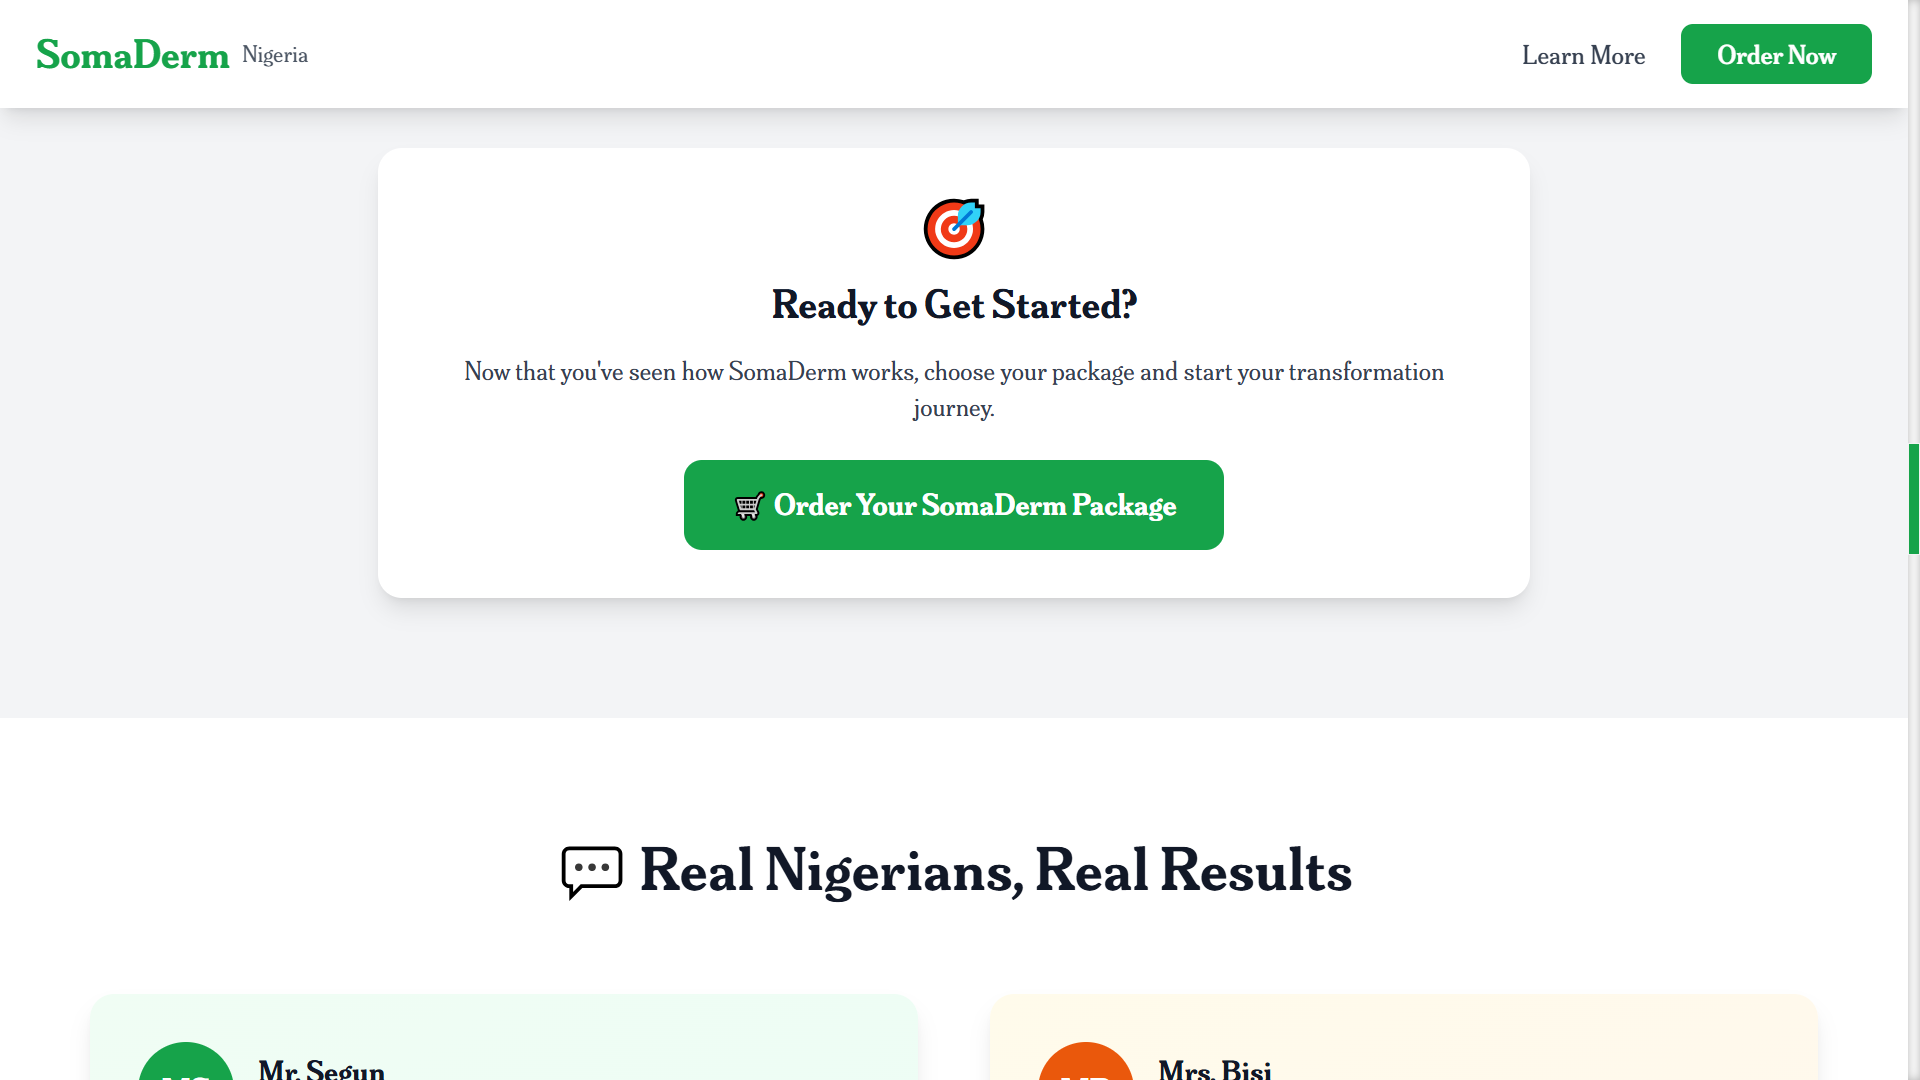 SomaDerm Nigeria
Learn More
Order Now
Ready to Get Started?
Now that you've seen how SomaDerm works, choose your package and start your transformation
journey.
Order Your SomaDerm Package
Real Nigerians, Real Results
Mr. Segun
Mrs. Bisi